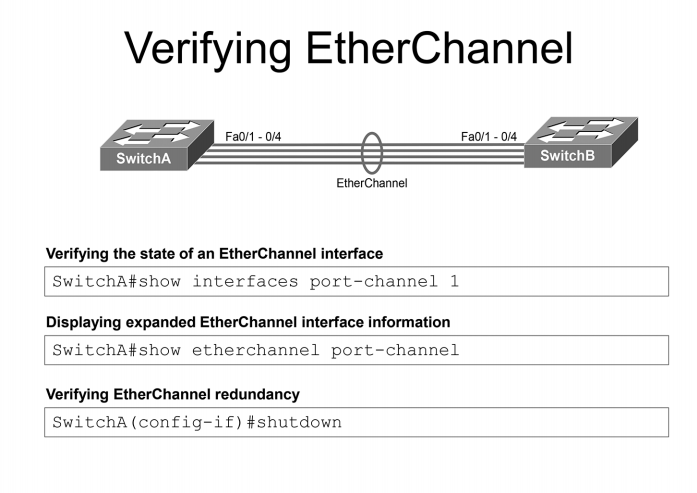 Verifying EtherChannel
Fa0/1 - 0/4
Fa0/1 - 0/4
SwitchA
SwitchB
EtherChannel
Verifying the state of an EtherChannel interface
SwitchA#show interfaces port-channel 1
Displaying expanded EtherChannel interface information
SwitchA#show etherchannel port-channel
Verifying EtherChannel redundancy
SwitchA(config-if)#shutdown